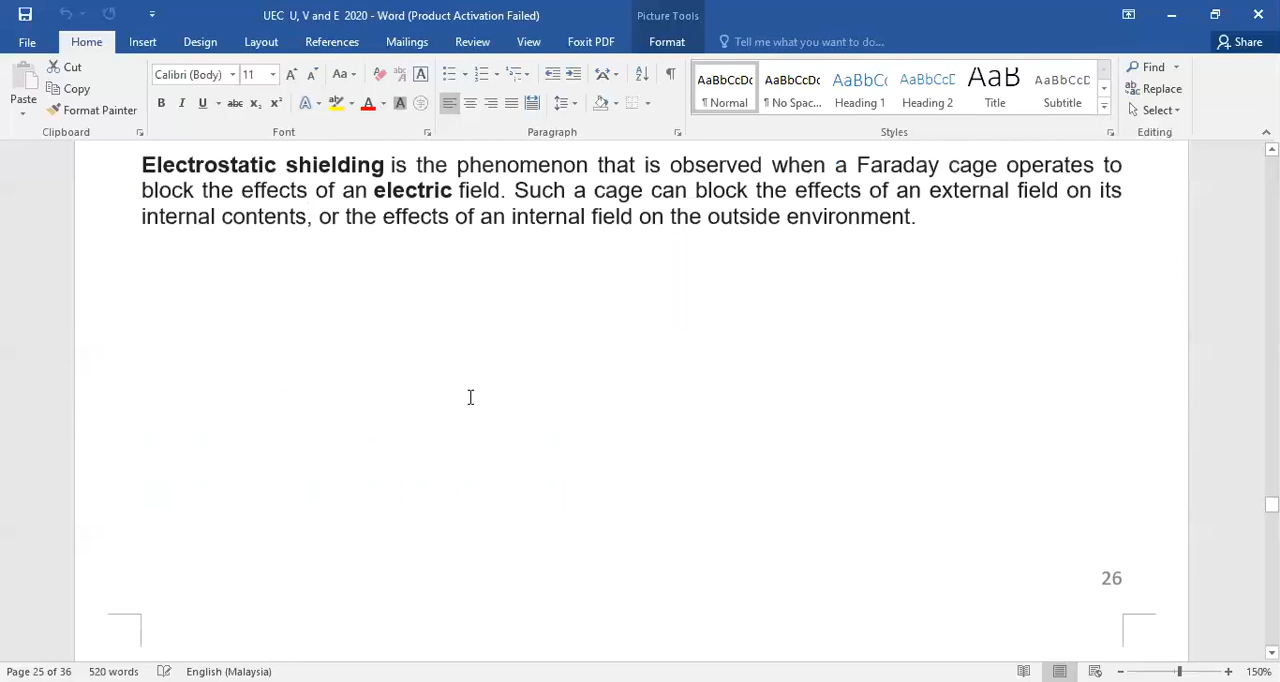 UEC U, V and E 2020 - Word (Product Activation Failed)
Picture Tools
File
Home
Insert
Design
Layout
References
Mailings
Review
View
Foxit PDF
Format
Tell me what you want to do...
Share
Paste
Cut
Copy
Format Painter
Clipboard
Calibri (Body)
11
Font
Paragraph
AaBbCcDc
¶ Normal
AaBbCcDc
¶ No Spac...
AaBbC
Heading 1
AaBbCcD
Heading 2
AaB
Title
AaBbCcD
Subtitle
Styles
Find
Replace
Select
Editing
Electrostatic shielding is the phenomenon that is observed when a Faraday cage operates to
block the effects of an electric field. Such a cage can block the effects of an external field on its
internal contents, or the effects of an internal field on the outside environment.
26
Page 25 of 36
520 words
English (Malaysia)
150%